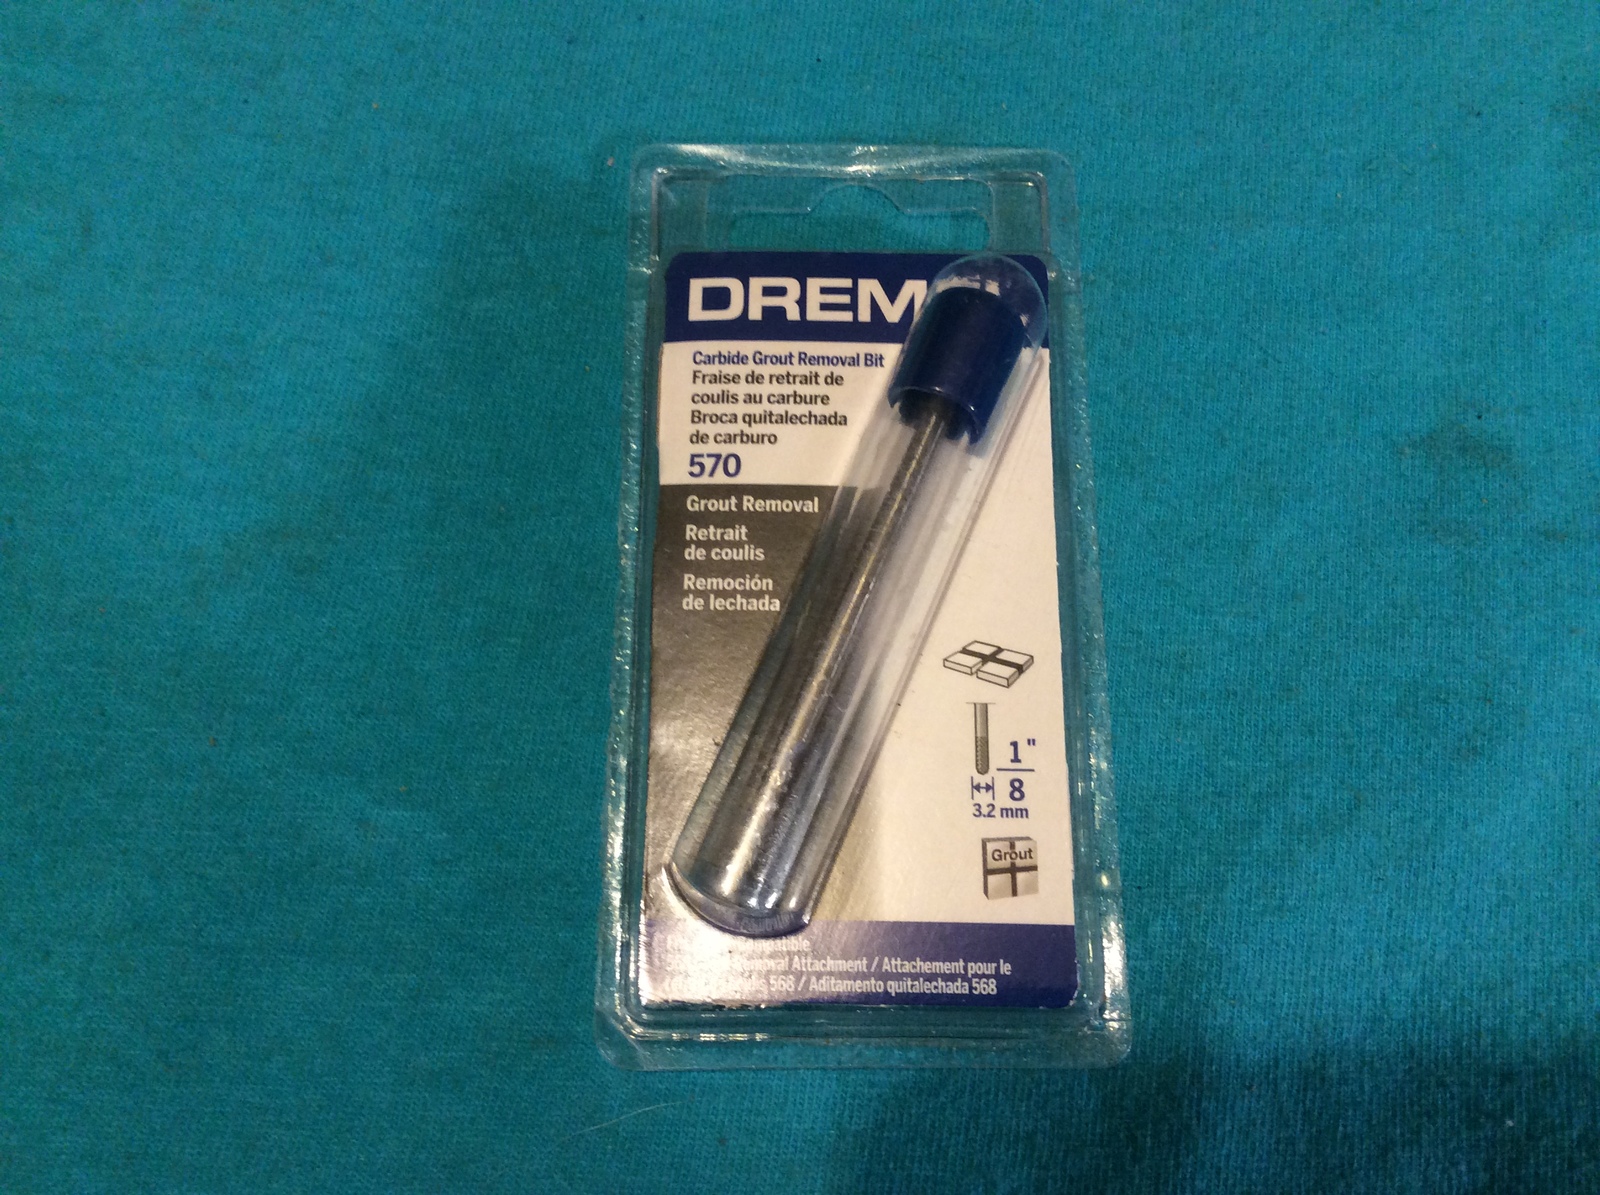 DREM
Carbide Grout Removal Bit
Fraise de retrait de
coulis au carbure
Broca quitalechada
de carburo
570
Grout Removal
Retrait
de coulis
Remoción
de lechada
1"
8
3.2 mm
Grout
Attachment / Attachement pour le
568 / Aditamento quitalechada 568